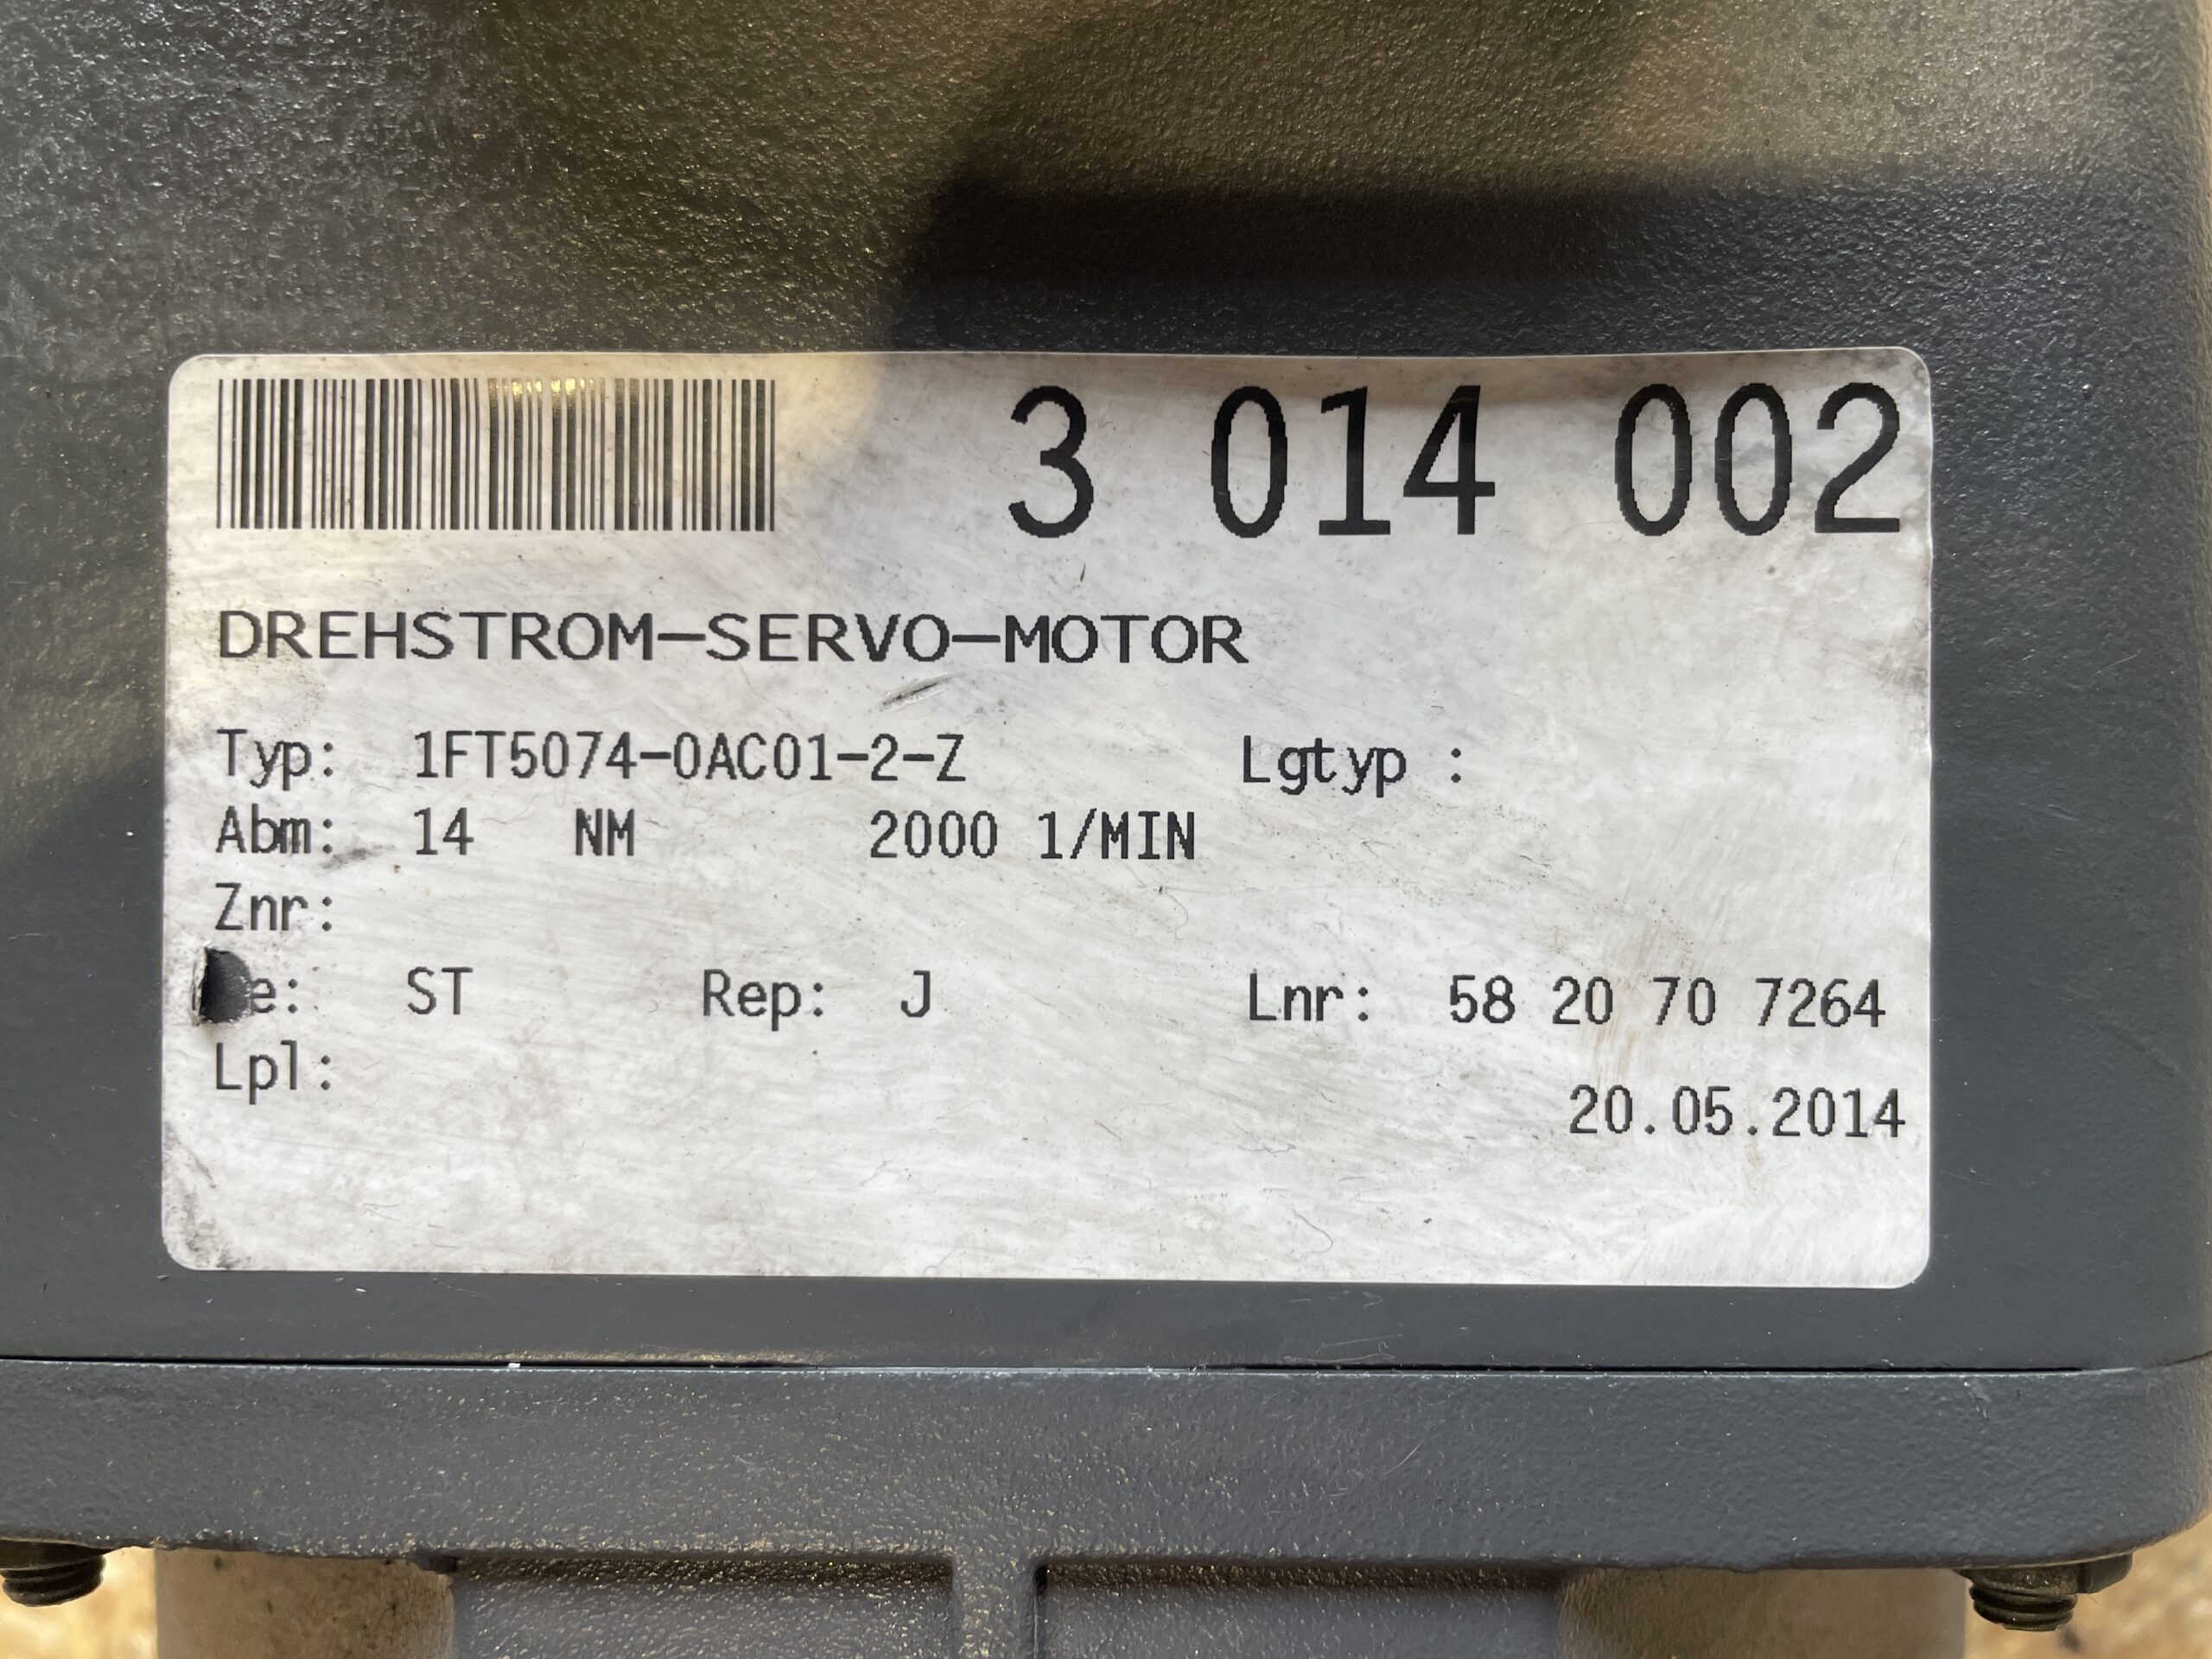 3 014 002
DREHSTROM-SERVO-MOTOR
Typ: 1FT5074-0AC01-2-Z Lgtyp :
Abm: 14 NM 2000 1/MIN
Znr:
ST Rep: J Lnr: 58 20 70 7264
Lpl:
20.05.2014